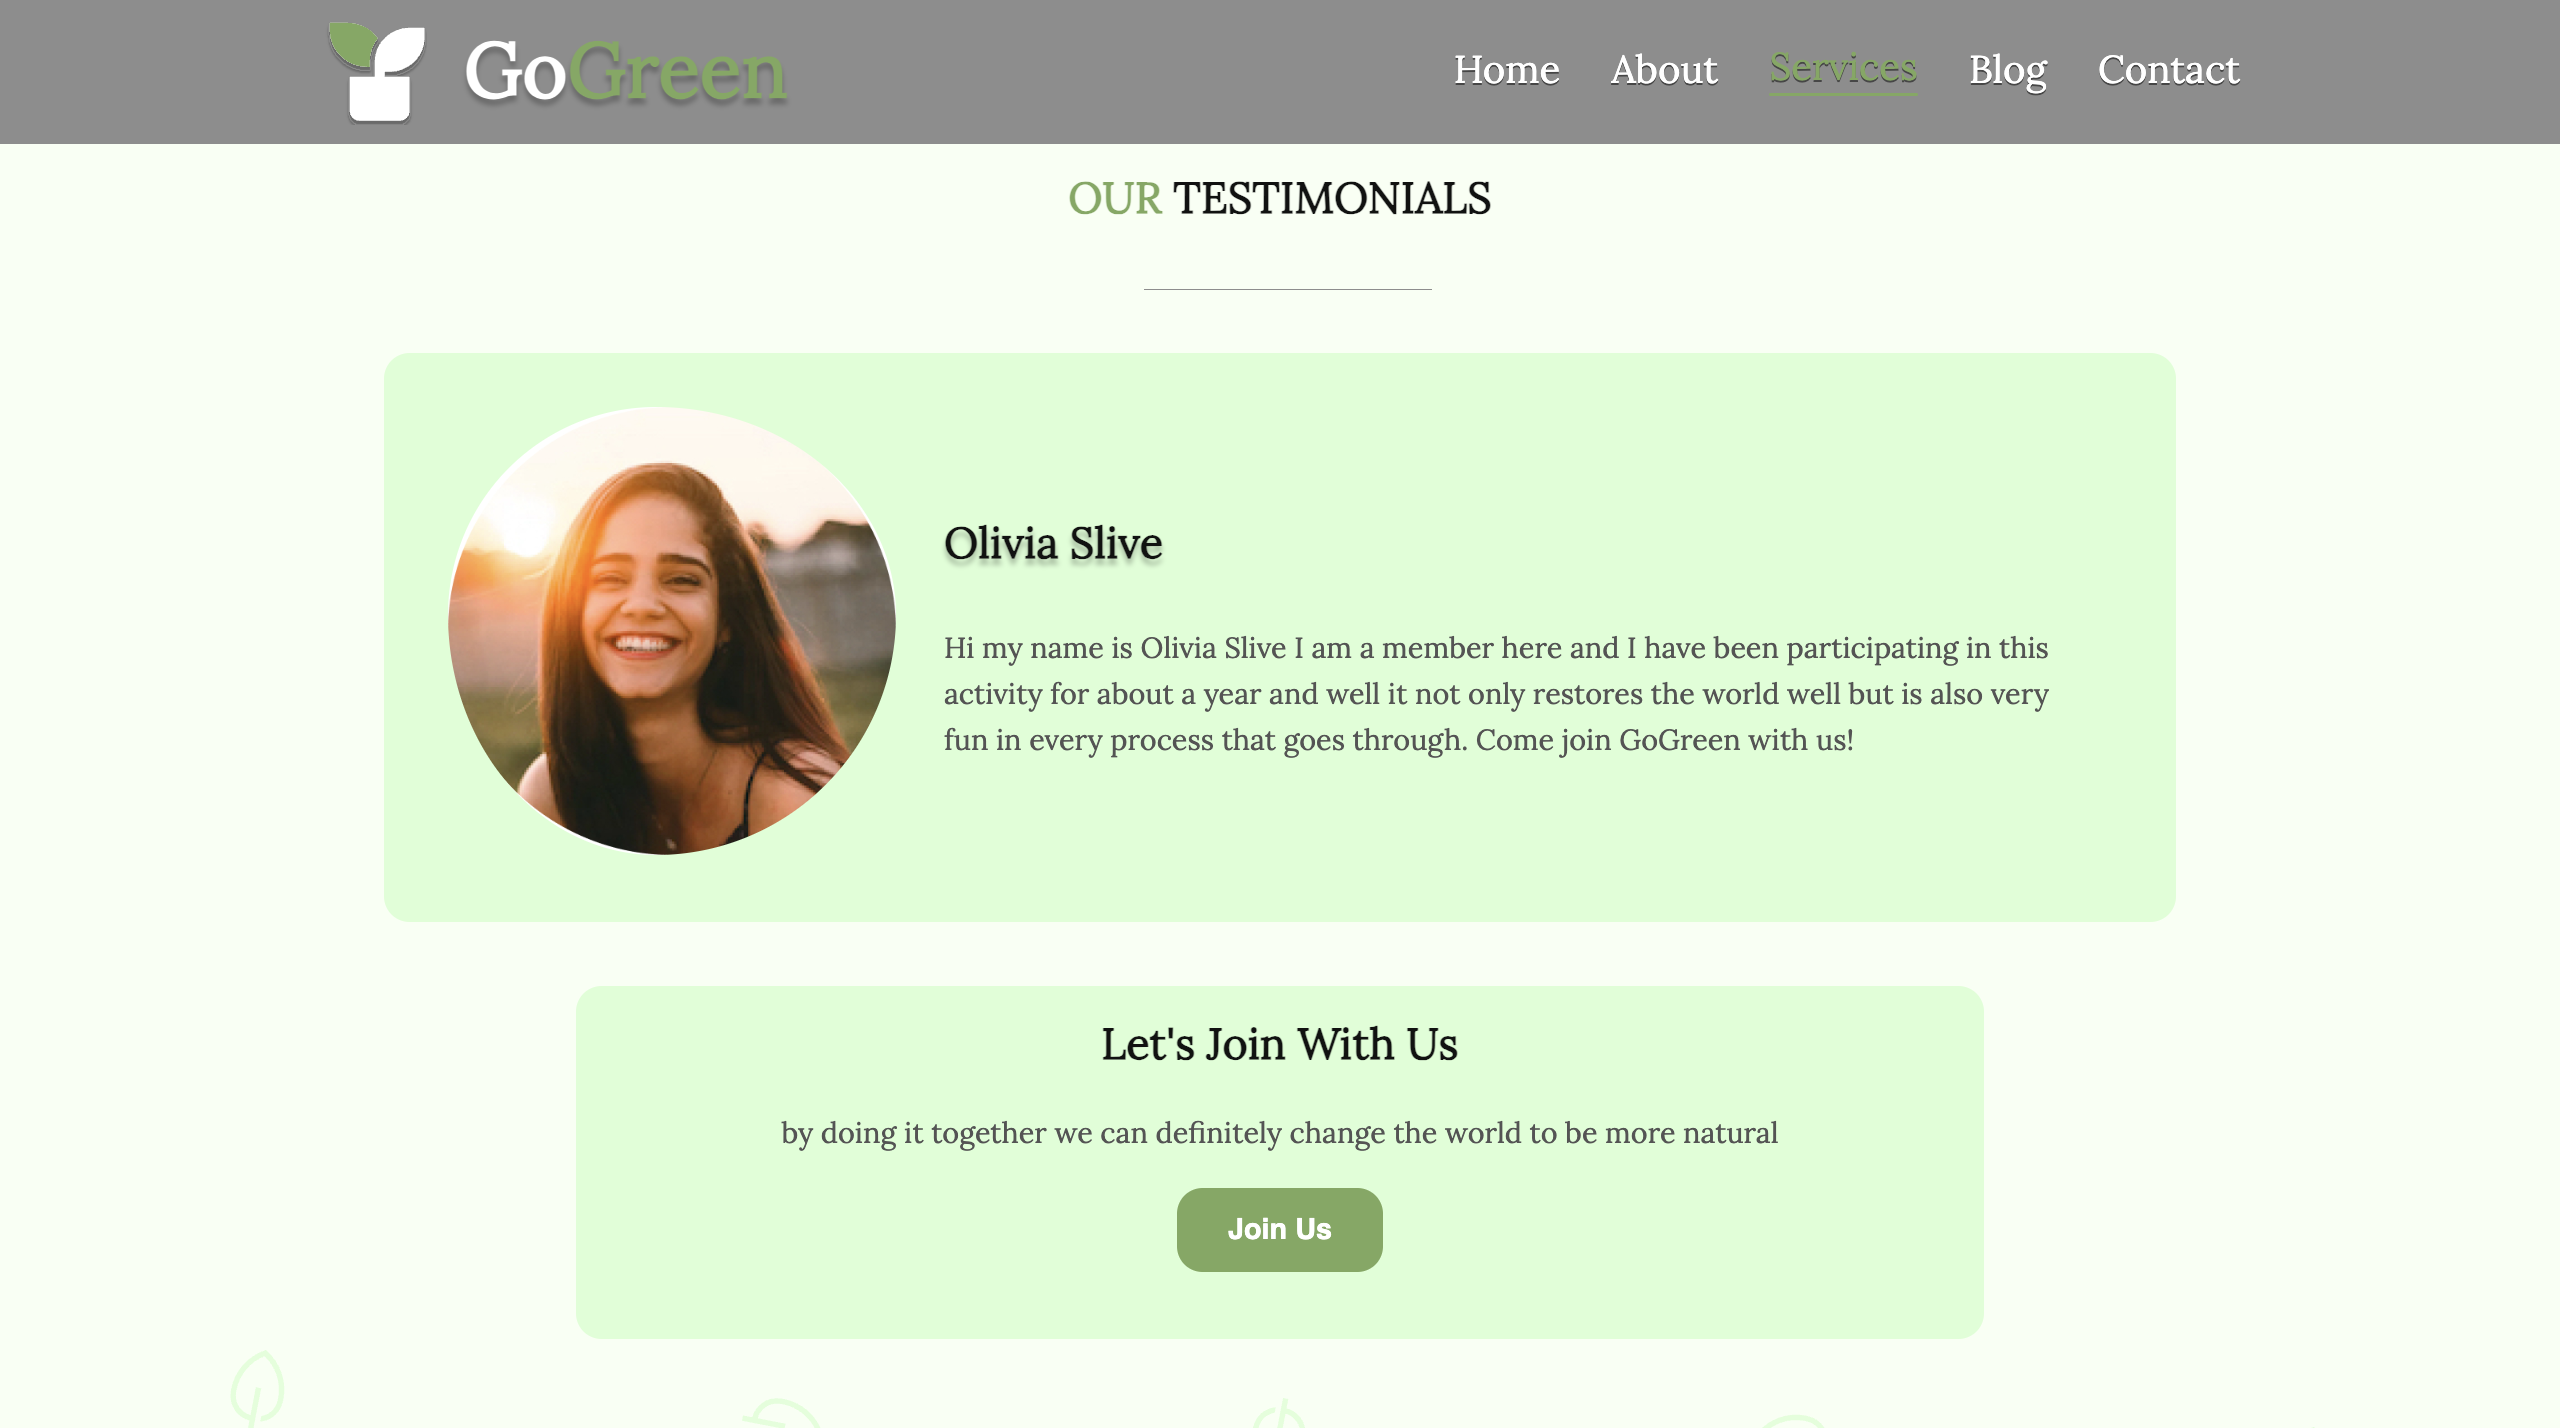 GoGreen
Home About Services Blog Contact
OUR TESTIMONIALS
Olivia Slive
Hi my name is Olivia Slive I am a member here and I have been participating in this
activity for about a year and well it not only restores the world well but is also very
fun in every process that goes through. Come join GoGreen with us!
Let's Join With Us
by doing it together we can definitely change the world to be more natural
Join Us